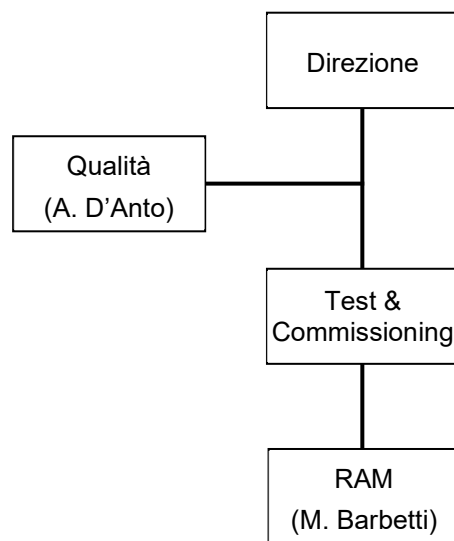 Direzione
Qualità
(A. D’Anto)
Test &
Commissioning
RAM
(M. Barbetti)